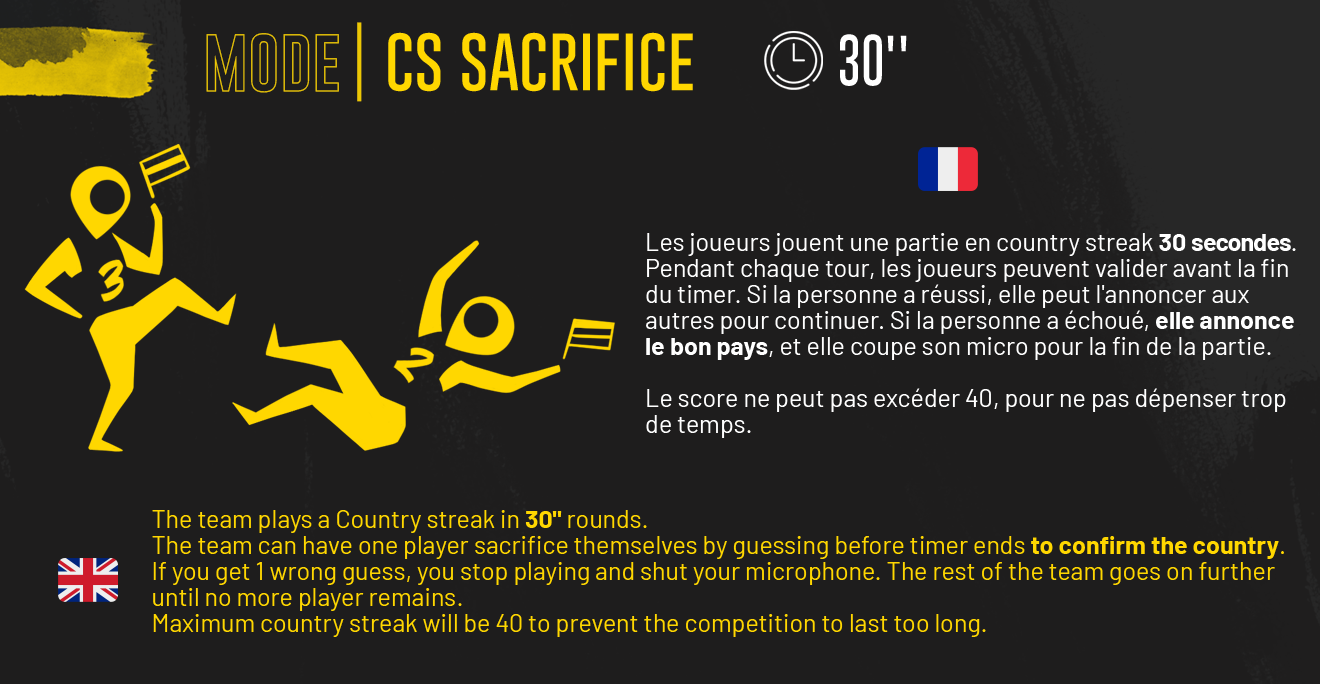 MODE | CS SACRIFICE 30''
Les joueurs jouent une partie en country streak 30 secondes.
Pendant chaque tour, les joueurs peuvent valider avant la fin
du timer. Si la personne a réussi, elle peut l'annoncer aux
autres pour continuer. Si la personne a échoué, elle annonce
le bon pays, et elle coupe son micro pour la fin de la partie.
Le score ne peut pas excéder 40, pour ne pas dépenser trop
de temps.
3
2
The team plays a Country streak in 30" rounds.
The team can have one player sacrifice themselves by guessing before timer ends to confirm the country.
If you get 1 wrong guess, you stop playing and shut your microphone. The rest of the team goes on further
until no more player remains.
Maximum country streak will be 40 to prevent the competition to last too long.